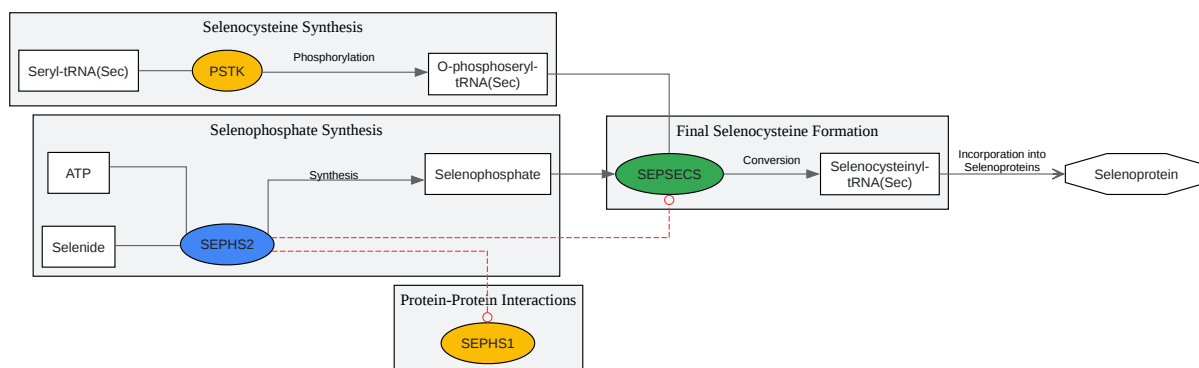 Selenocysteine Synthesis
Seryl-tRNA(Sec)
PSTK
Phosphorylation
O-phosphoseryl-
tRNA(Sec)
Selenophosphate Synthesis
ATP
Selenide
SEPHS2
Synthesis
Selenophosphate
Final Selenocysteine Formation
SEPSECS
Conversion
Selenocysteinyl-
tRNA(Sec)
Incorporation into
Selenoproteins
Selenoprotein
Protein-Protein Interactions
SEPHS1